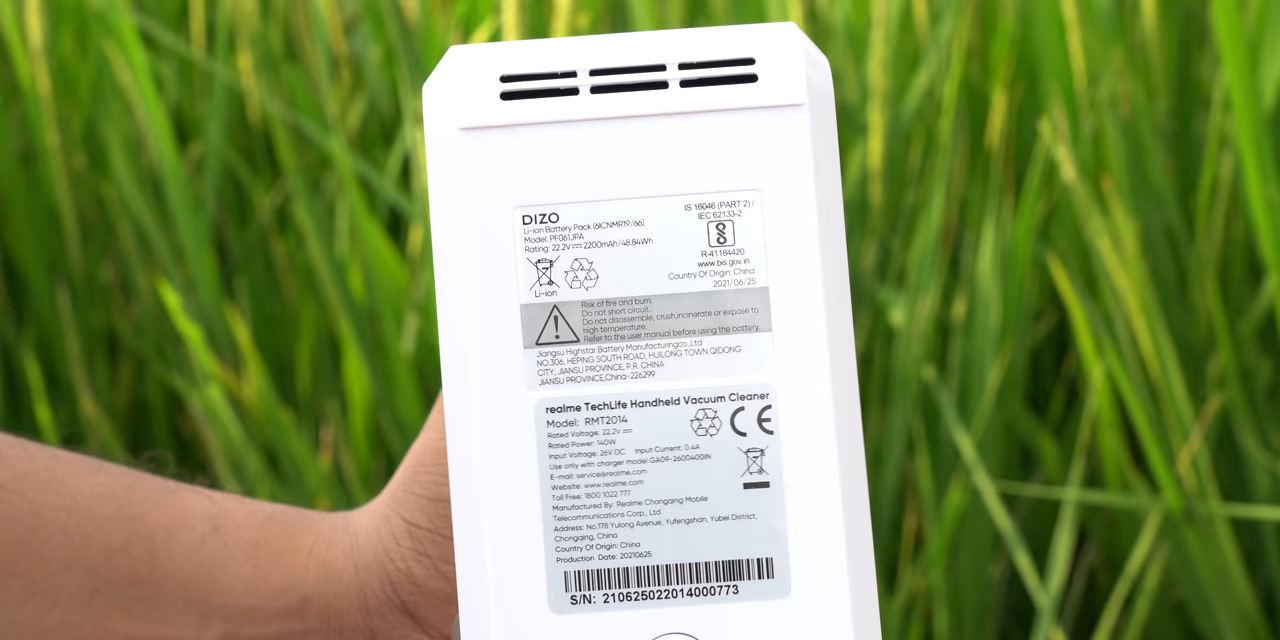 DIZO
Li-ion Battery Pack (6ICNMR19/66)
Model: PF061JPA
Rating: 22.2V⎓2200mAh/48.84Wh
Li-ion
IS 16046 (PART 2) /
IEC 62133-2
R-41184420
www.bis.gov.in
Country Of Origin: China
2021/06/25
Risk of fire and burn.
Do not short circuit.
Do not disassemble, crush,incinerate or expose to
high temperature.
Refer to the user manual before using the battery.
Jiangsu Highstar Battery Manufacturingco.,Ltd
NO.306, HEPING SOUTH ROAD, HUILONG TOWN QIDONG
CITY, JIANSU PROVINCE, P.R. CHINA
JIANSU PROVINCE,China-226299
realme TechLife Handheld Vacuum Cleaner
Model: RMT2014
Rated Voltage: 22.2V⎓
Rated Power: 140W
Input Voltage: 26V DC Input Current: 0.4A
Use only with charger model GA09-2600400IN
E-mail: service@realme.com
Website: www.realme.com
Toll Free: 1800 1022 777
Manufactured By: Realme Chongqing Mobile
Telecommunications Corp., Ltd.
Address: No.178 Yulong Avenue, Yufengshan, Yubei District,
Chongqing, China
Country Of Origin: China
Production Date: 20210625
CE
S/N: 210625022014000773